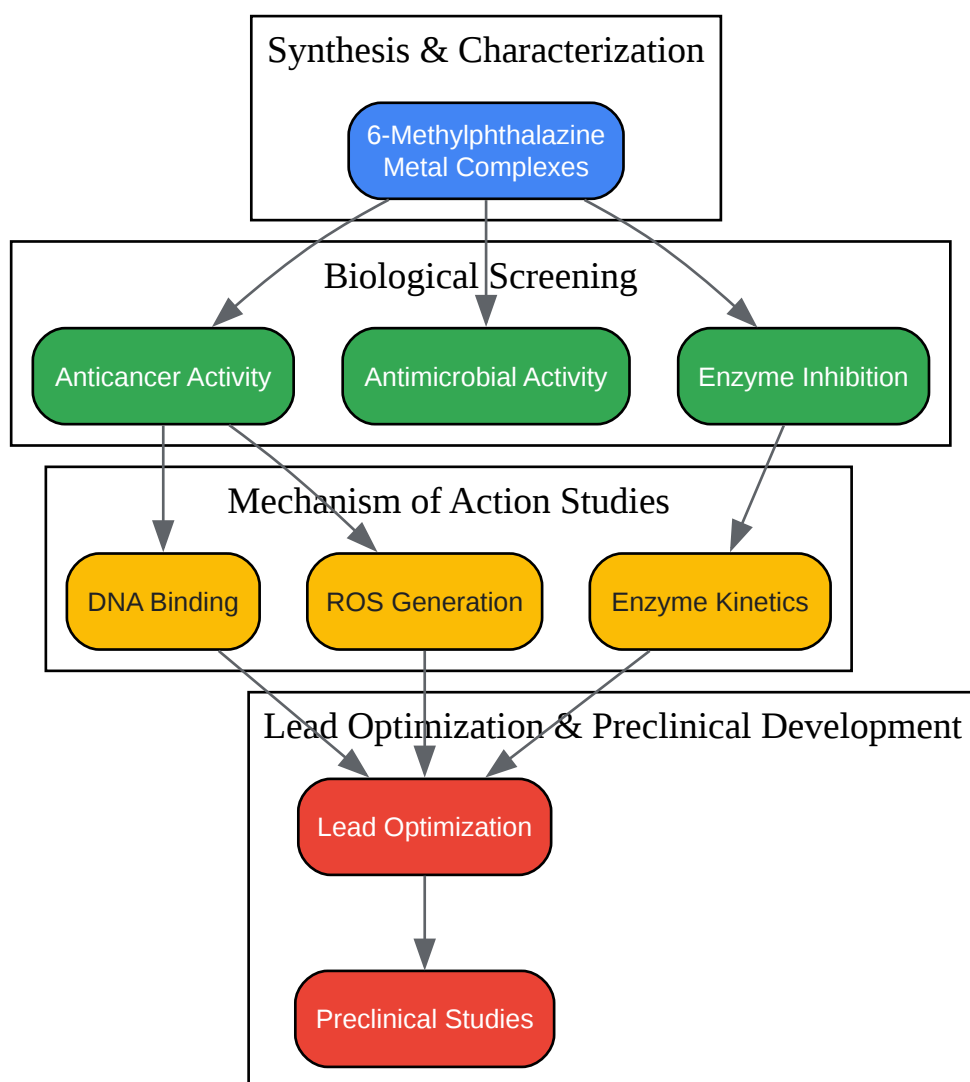 Synthesis & Characterization
6-Methylphthalazine
Metal Complexes
Biological Screening
Anticancer Activity
Antimicrobial Activity
Enzyme Inhibition
Mechanism of Action Studies
DNA Binding
ROS Generation
Enzyme Kinetics
Lead Optimization & Preclinical Development
Lead Optimization
Preclinical Studies